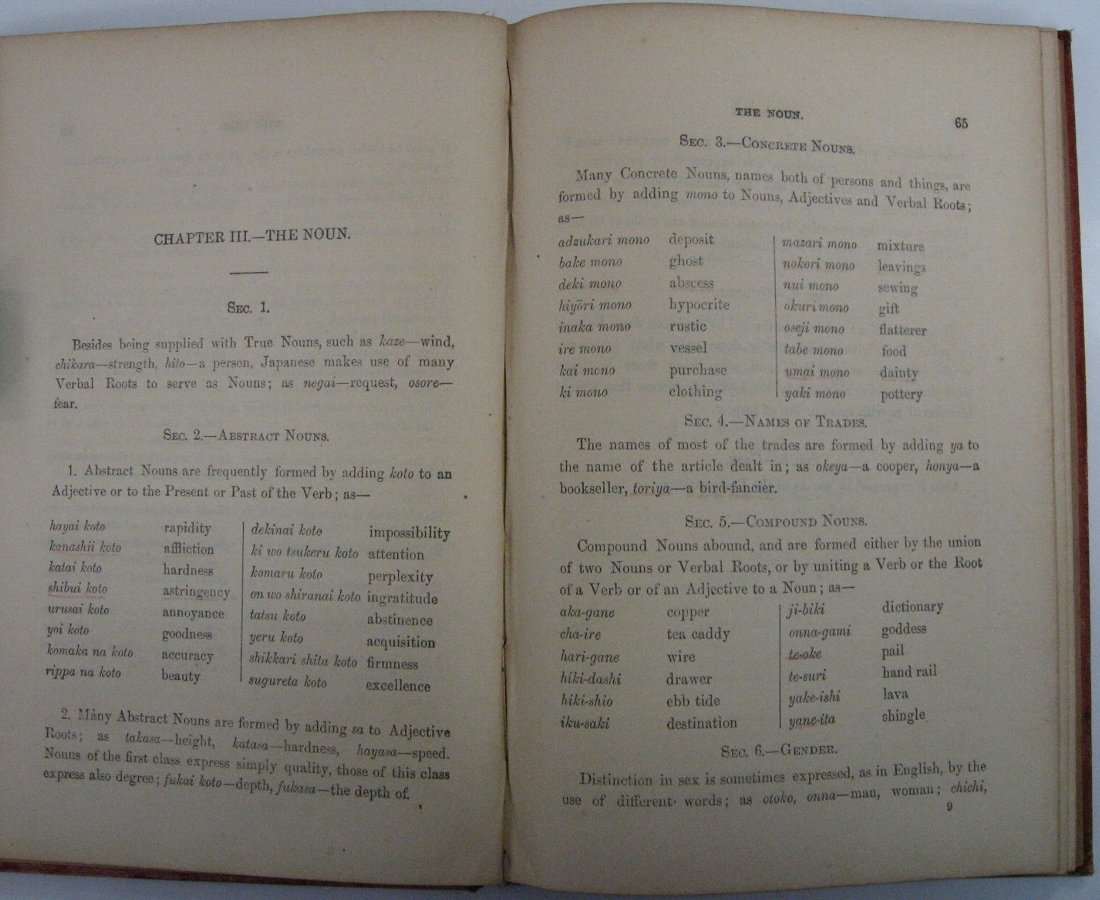 CHAPTER III.—THE NOUN.
SEC. 1.
Besides being supplied with True Nouns, such as kaze—wind,
chikara—strength, hito—a person, Japanese makes use of many
Verbal Roots to serve as Nouns; as negai—request, osore—
fear.
SEC. 2.—ABSTRACT NOUNS.
1. Abstract Nouns are frequently formed by adding koto to an
Adjective or to the Present or Past of the Verb; as—
hayai koto rapidity dekinai koto impossibility
kanashii koto affliction ki wo tsukeru koto attention
katai koto hardness komaru koto perplexity
shibui koto astringency on wo shiranai koto ingratitude
urusai koto annoyance tatsu koto abstinence
yoi koto goodness yeru koto acquisition
komaka na koto accuracy shikkari shita koto firmness
rippa na koto beauty sugureta koto excellence
2. Many Abstract Nouns are formed by adding sa to Adjective
Roots; as takasa—height, katasa—hardness, hayasa—speed.
Nouns of the first class express simply quality, those of this class
express also degree; fukai koto—depth, fukasa—the depth of.
THE NOUN. 65
SEC. 3.—CONCRETE NOUNS.
Many Concrete Nouns, names both of persons and things, are
formed by adding mono to Nouns, Adjectives and Verbal Roots;
as—
adzukari mono deposit mazari mono mixture
bake mono ghost nokori mono leavings
deki mono abscess nui mono sewing
hiyōri mono hypocrite okuri mono gift
inaka mono rustic oseji mono flatterer
ire mono vessel tabe mono food
kai mono purchase umai mono dainty
ki mono clothing yaki mono pottery
SEC. 4.—NAMES OF TRADES.
The names of most of the trades are formed by adding ya to
the name of the article dealt in; as okeya—a cooper, honya—a
bookseller, toriya—a bird-fancier.
SEC. 5.—COMPOUND NOUNS.
Compound Nouns abound, and are formed either by the union
of two Nouns or Verbal Roots, or by uniting a Verb or the Root
of a Verb or of an Adjective to a Noun; as—
aka-gane copper ji-biki dictionary
cha-ire tea caddy onna-gami goddess
hari-gane wire te-oke pail
hiki-dashi drawer te-suri hand rail
hiki-shio ebb tide yake-ishi lava
iku-saki destination yane-ita shingle
SEC. 6.—GENDER.
Distinction in sex is sometimes expressed, as in English, by the
use of different words; as otoko, onna—man, woman; chichi,
9